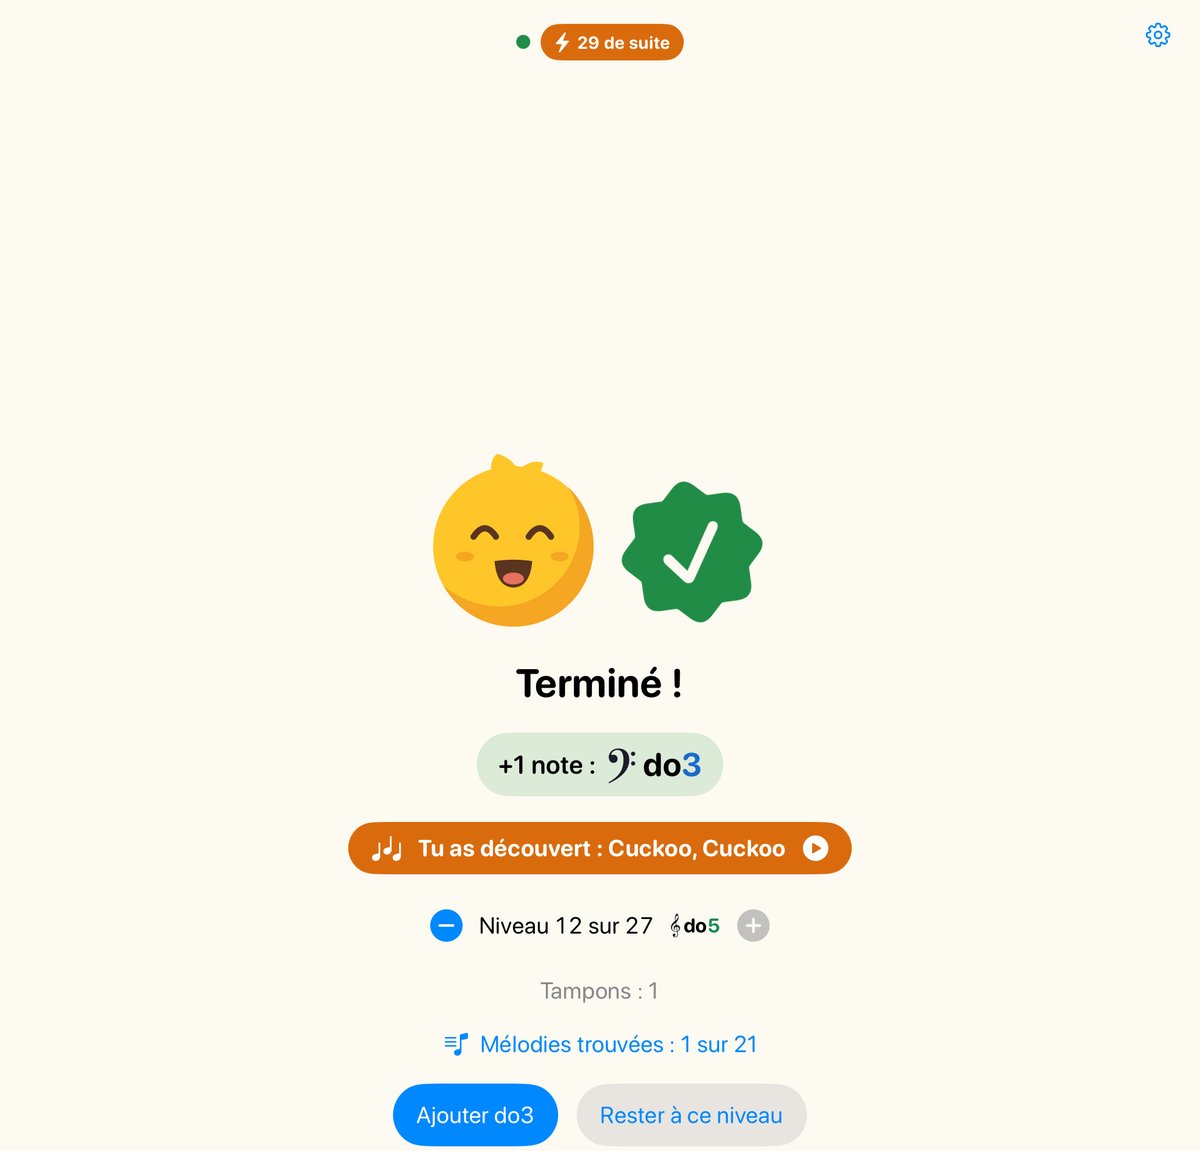 29 de suite
Terminé !
+1 note : 𝄢 do3
Tu as découvert : Cuckoo, Cuckoo
Niveau 12 sur 27 𝄞 do5
Tampons : 1
Mélodies trouvées : 1 sur 21
Ajouter do3
Rester à ce niveau